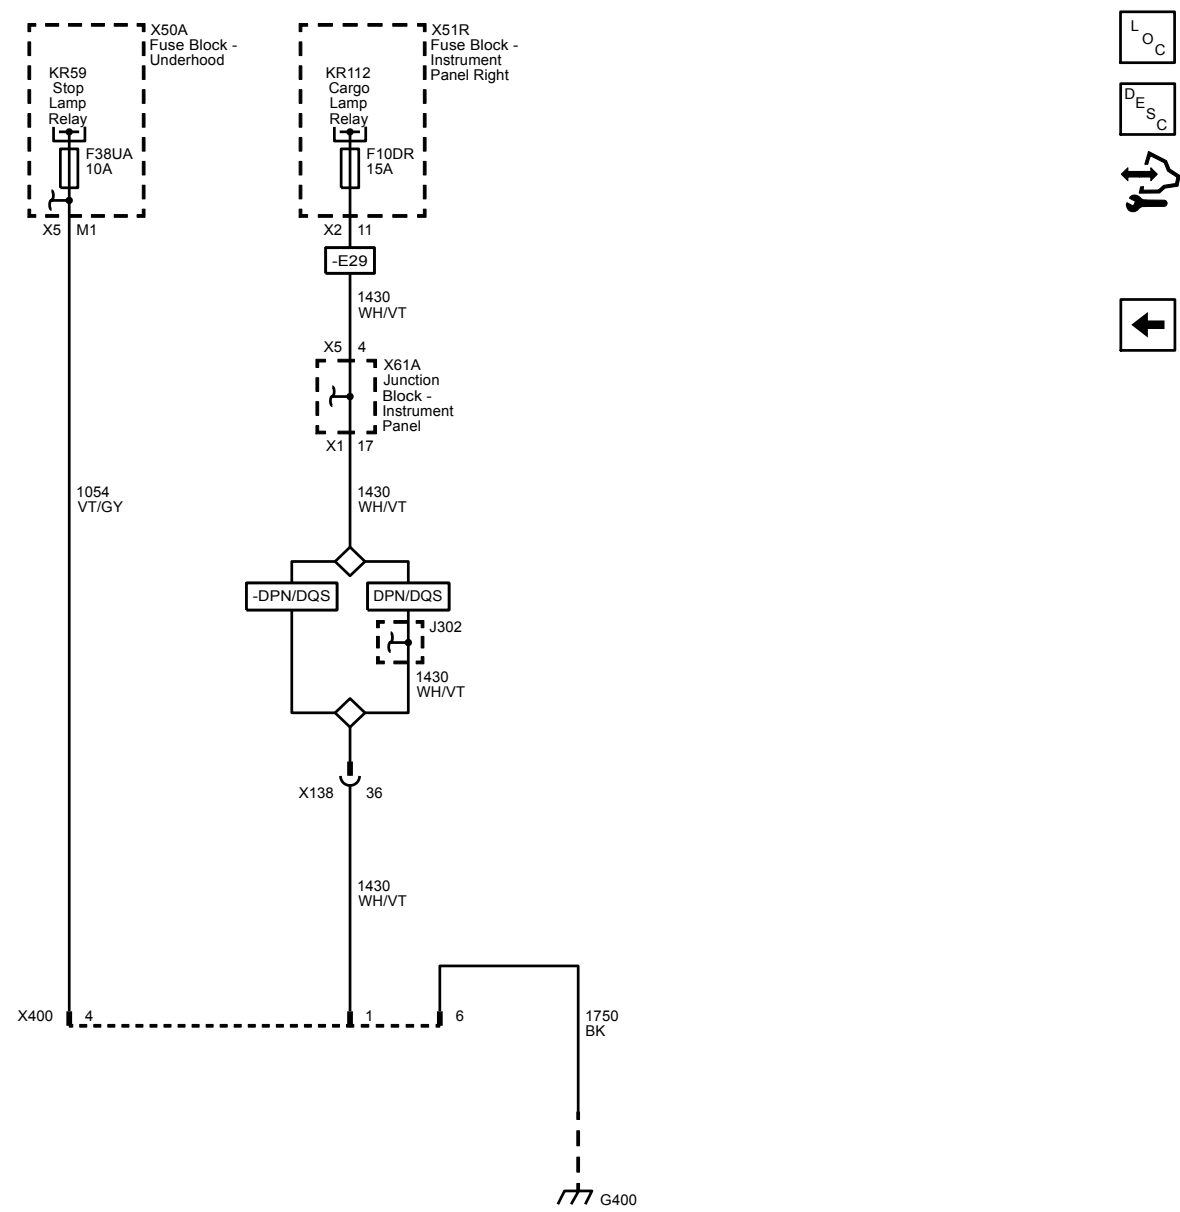 X50A
Fuse Block -
Underhood
KR59
Stop
Lamp
Relay
F38UA
10A
X5 M1
X51R
Fuse Block -
Instrument
Panel Right
KR112
Cargo
Lamp
Relay
F10DR
15A
X2 11
-E29
1430
WH/VT
X5 4
X61A
Junction
Block -
Instrument
Panel
X1 17
1054
VT/GY
1430
WH/VT
-DPN/DQS
DPN/DQS
J302
1430
WH/VT
X138 36
1430
WH/VT
X400 4
1
6
1750
BK
G400
LOC
DESC